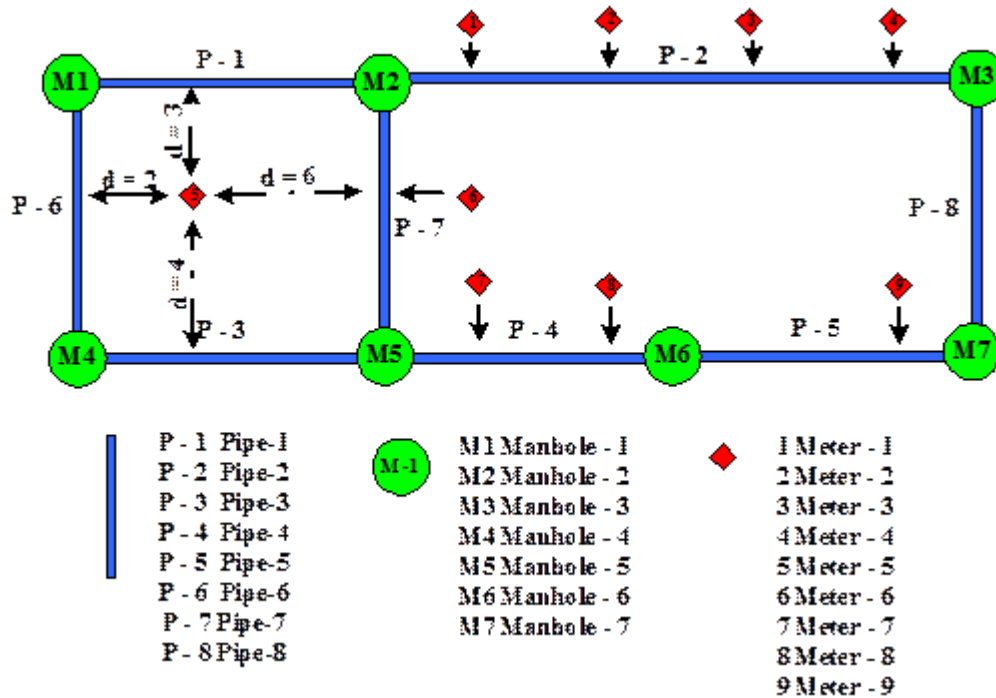 1 2 3 4
P - 1
P - 2
M1 M2 M3
d = 3
d = 2
5
d = 6
6
P - 6
P - 7
P - 8
d = 4
7 8 9
P - 3
P - 4
P - 5
M4 M5 M6 M7
P - 1 Pipe-1
P - 2 Pipe-2
P - 3 Pipe-3
P - 4 Pipe-4
P - 5 Pipe-5
P - 6 Pipe-6
P - 7 Pipe-7
P - 8 Pipe-8
M-1
M1 Manhole - 1
M2 Manhole - 2
M3 Manhole - 3
M4 Manhole - 4
M5 Manhole - 5
M6 Manhole - 6
M7 Manhole - 7
1 Meter - 1
2 Meter - 2
3 Meter - 3
4 Meter - 4
5 Meter - 5
6 Meter - 6
7 Meter - 7
8 Meter - 8
9 Meter - 9